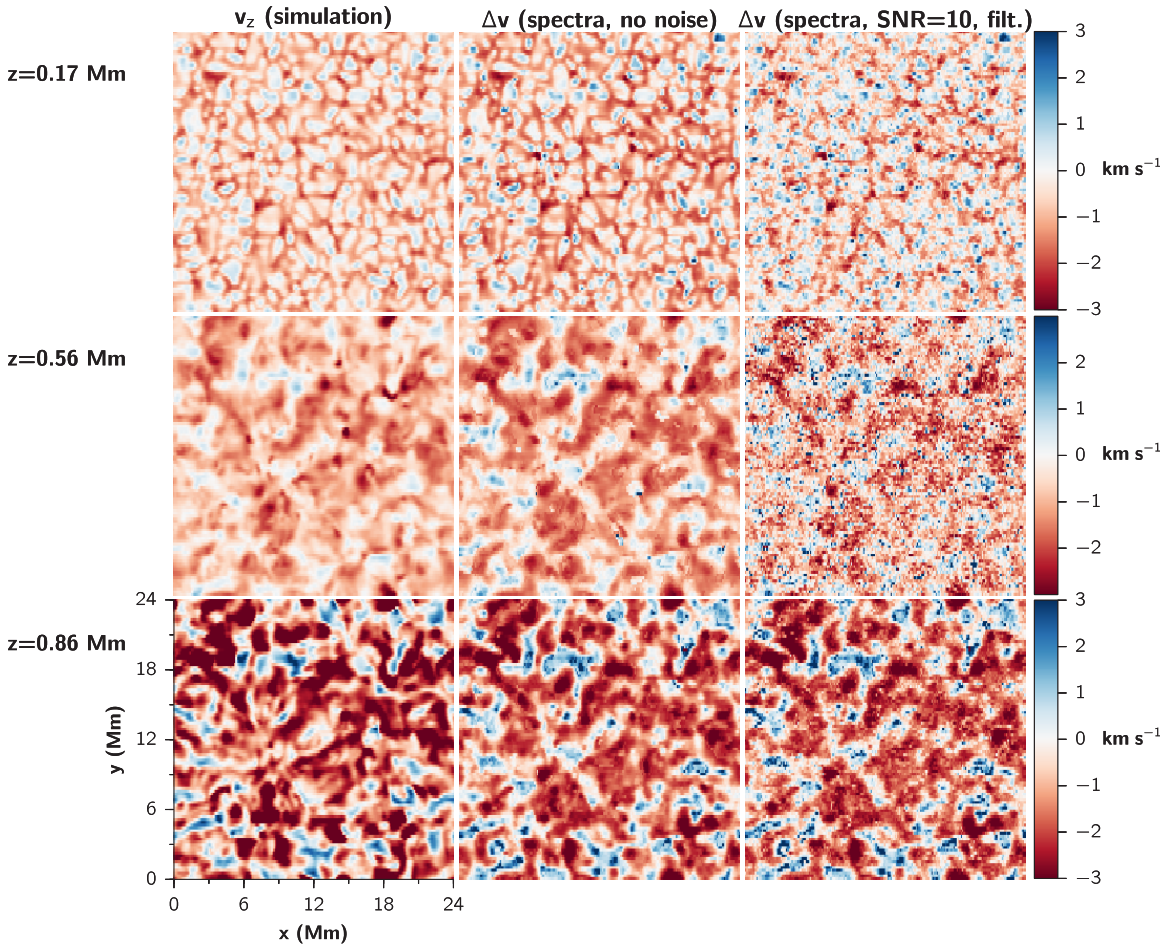 v_z (simulation)
Δv (spectra, no noise)
Δv (spectra, SNR=10, filt.)
z=0.17 Mm
3
2
1
0
−1
−2
−3
km s⁻¹
z=0.56 Mm
2
1
0
−1
−2
km s⁻¹
z=0.86 Mm
24
18
12
6
0
y (Mm)
0 6 12 18 24
x (Mm)
3
2
1
0
−1
−2
−3
km s⁻¹